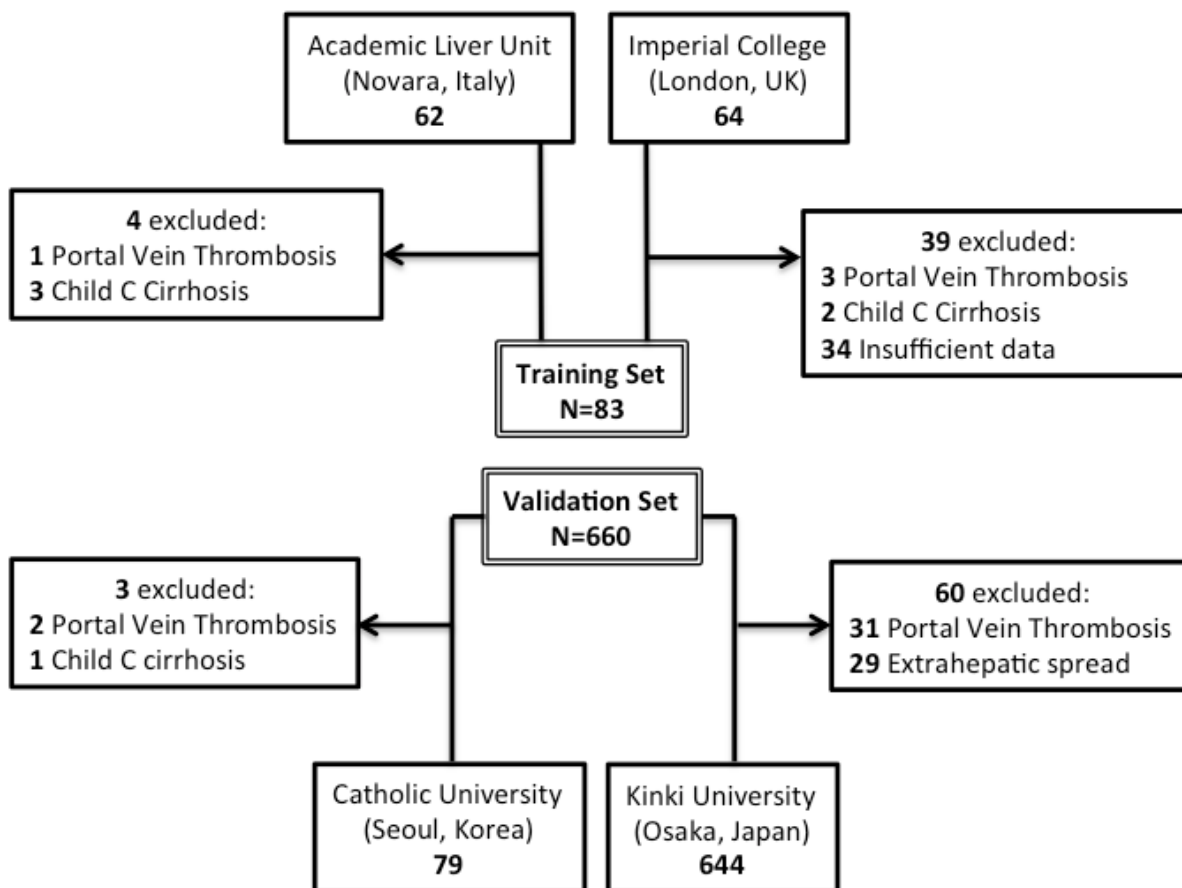 Academic Liver Unit
(Novara, Italy)
62
Imperial College
(London, UK)
64
4 excluded:
1 Portal Vein Thrombosis
3 Child C Cirrhosis
39 excluded:
3 Portal Vein Thrombosis
2 Child C Cirrhosis
34 Insufficient data
Training Set
N=83
Validation Set
N=660
3 excluded:
2 Portal Vein Thrombosis
1 Child C cirrhosis
60 excluded:
31 Portal Vein Thrombosis
29 Extrahepatic spread
Catholic University
(Seoul, Korea)
79
Kinki University
(Osaka, Japan)
644